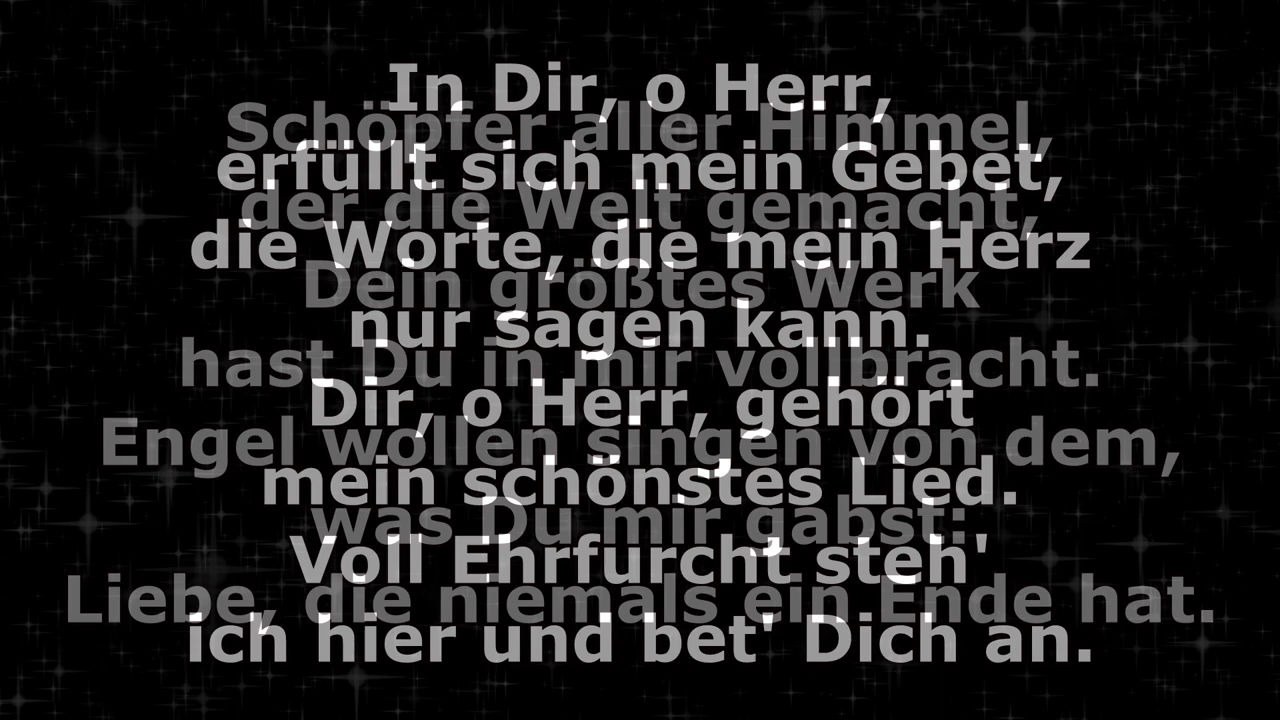 In Dir, o Herr,
Schöpfer aller Himmel,
erfüllt sich mein Gebet,
der die Welt gemacht,
die Worte, die mein Herz
Dein größtes Werk
nur sagen kann.
hast Du in mir vollbracht.
Dir, o Herr, gehört
Engel wollen singen von dem,
mein schönstes Lied.
was Du mir gabst:
Voll Ehrfurcht steh'
Liebe, die niemals ein Ende hat.
ich hier und bet' Dich an.